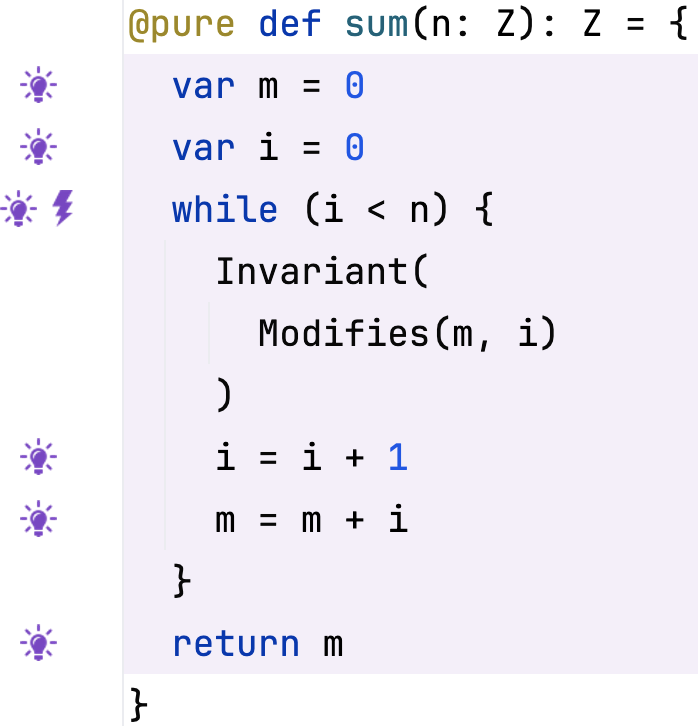 @pure def sum(n: Z): Z = {
  var m = 0
  var i = 0
  while (i < n) {
    Invariant(
      Modifies(m, i)
    )
    i = i + 1
    m = m + i
  }
  return m
}